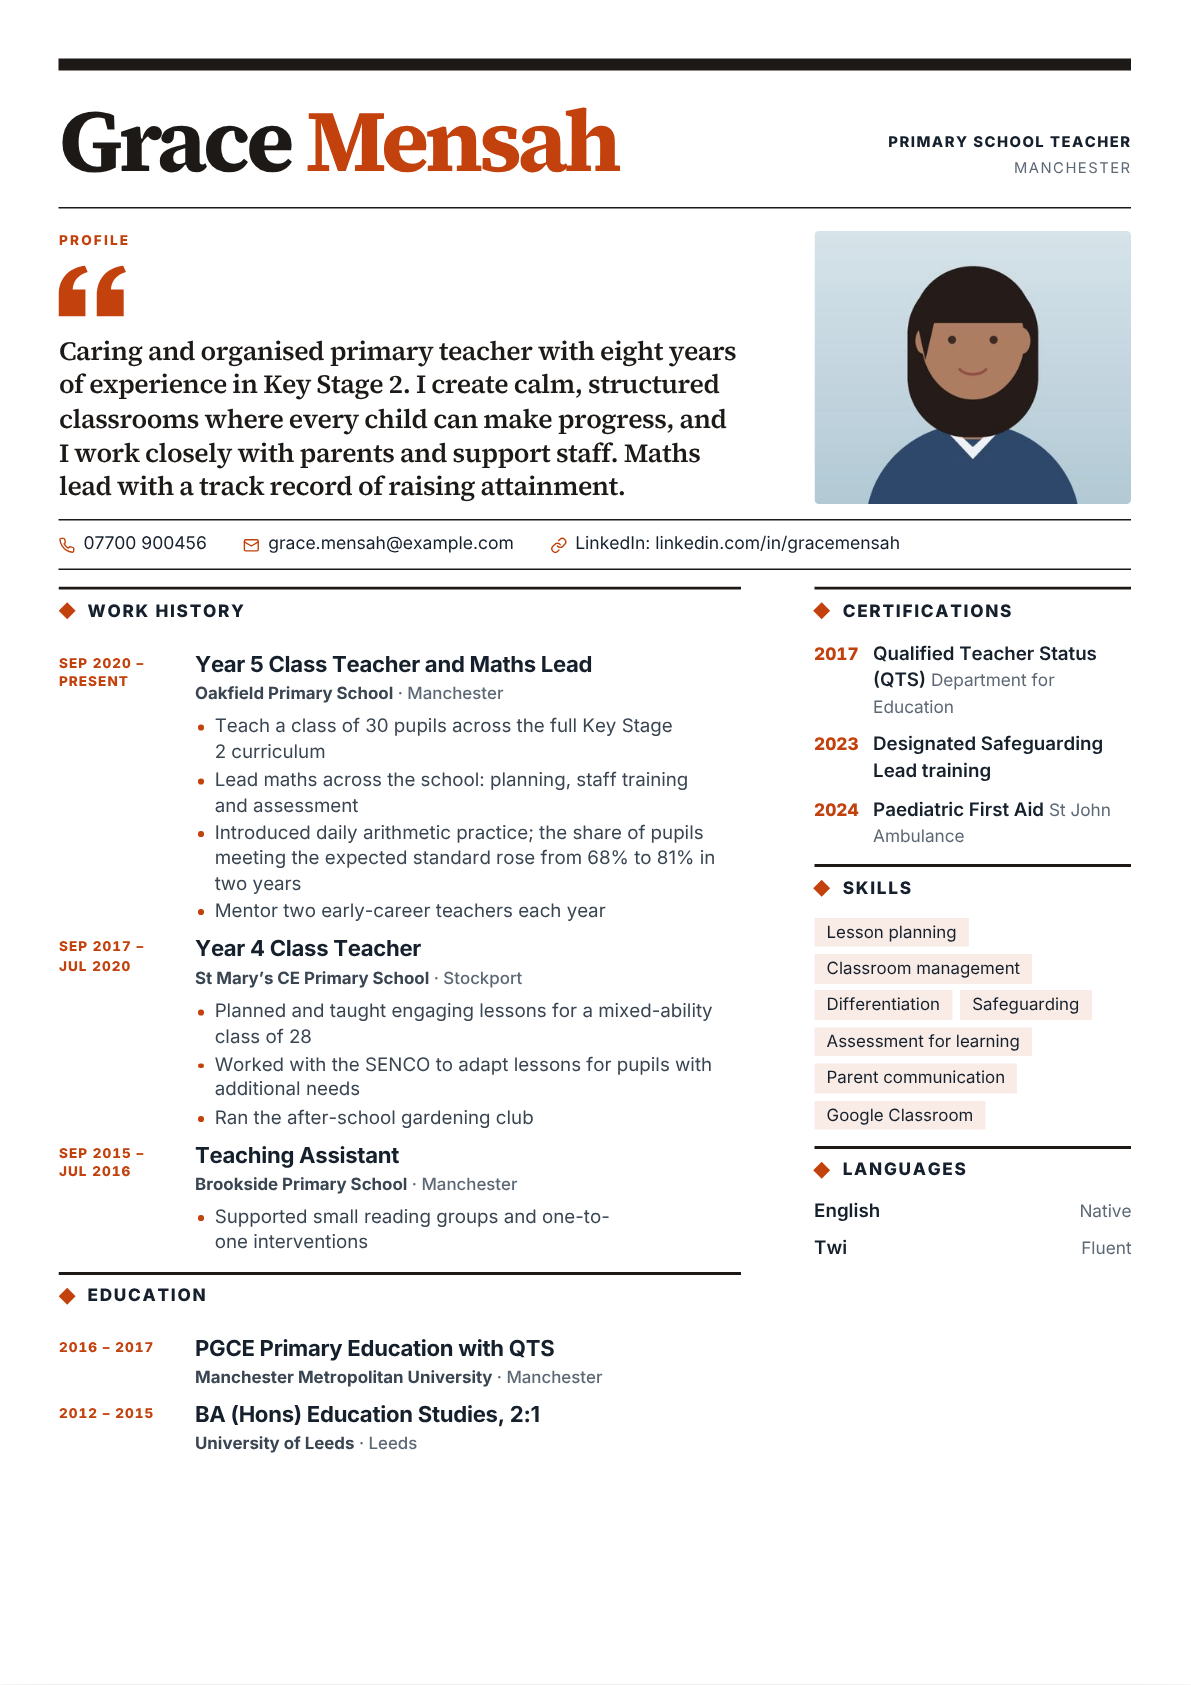 Grace Mensah
PRIMARY SCHOOL TEACHER
MANCHESTER
PROFILE
“
Caring and organised primary teacher with eight years
of experience in Key Stage 2. I create calm, structured
classrooms where every child can make progress, and
I work closely with parents and support staff. Maths
lead with a track record of raising attainment.
07700 900456
grace.mensah@example.com
LinkedIn: linkedin.com/in/gracemensah
WORK HISTORY
SEP 2020 –
PRESENT
Year 5 Class Teacher and Maths Lead
Oakfield Primary School · Manchester
• Teach a class of 30 pupils across the full Key Stage
2 curriculum
• Lead maths across the school: planning, staff training
and assessment
• Introduced daily arithmetic practice; the share of pupils
meeting the expected standard rose from 68% to 81% in
two years
• Mentor two early-career teachers each year
SEP 2017 –
JUL 2020
Year 4 Class Teacher
St Mary’s CE Primary School · Stockport
• Planned and taught engaging lessons for a mixed-ability
class of 28
• Worked with the SENCO to adapt lessons for pupils with
additional needs
• Ran the after-school gardening club
SEP 2015 –
JUL 2016
Teaching Assistant
Brookside Primary School · Manchester
• Supported small reading groups and one-to-
one interventions
EDUCATION
2016 – 2017
PGCE Primary Education with QTS
Manchester Metropolitan University · Manchester
2012 – 2015
BA (Hons) Education Studies, 2:1
University of Leeds · Leeds
CERTIFICATIONS
2017 Qualified Teacher Status
(QTS) Department for
Education
2023 Designated Safeguarding
Lead training
2024 Paediatric First Aid St John
Ambulance
SKILLS
Lesson planning
Classroom management
Differentiation Safeguarding
Assessment for learning
Parent communication
Google Classroom
LANGUAGES
English Native
Twi Fluent